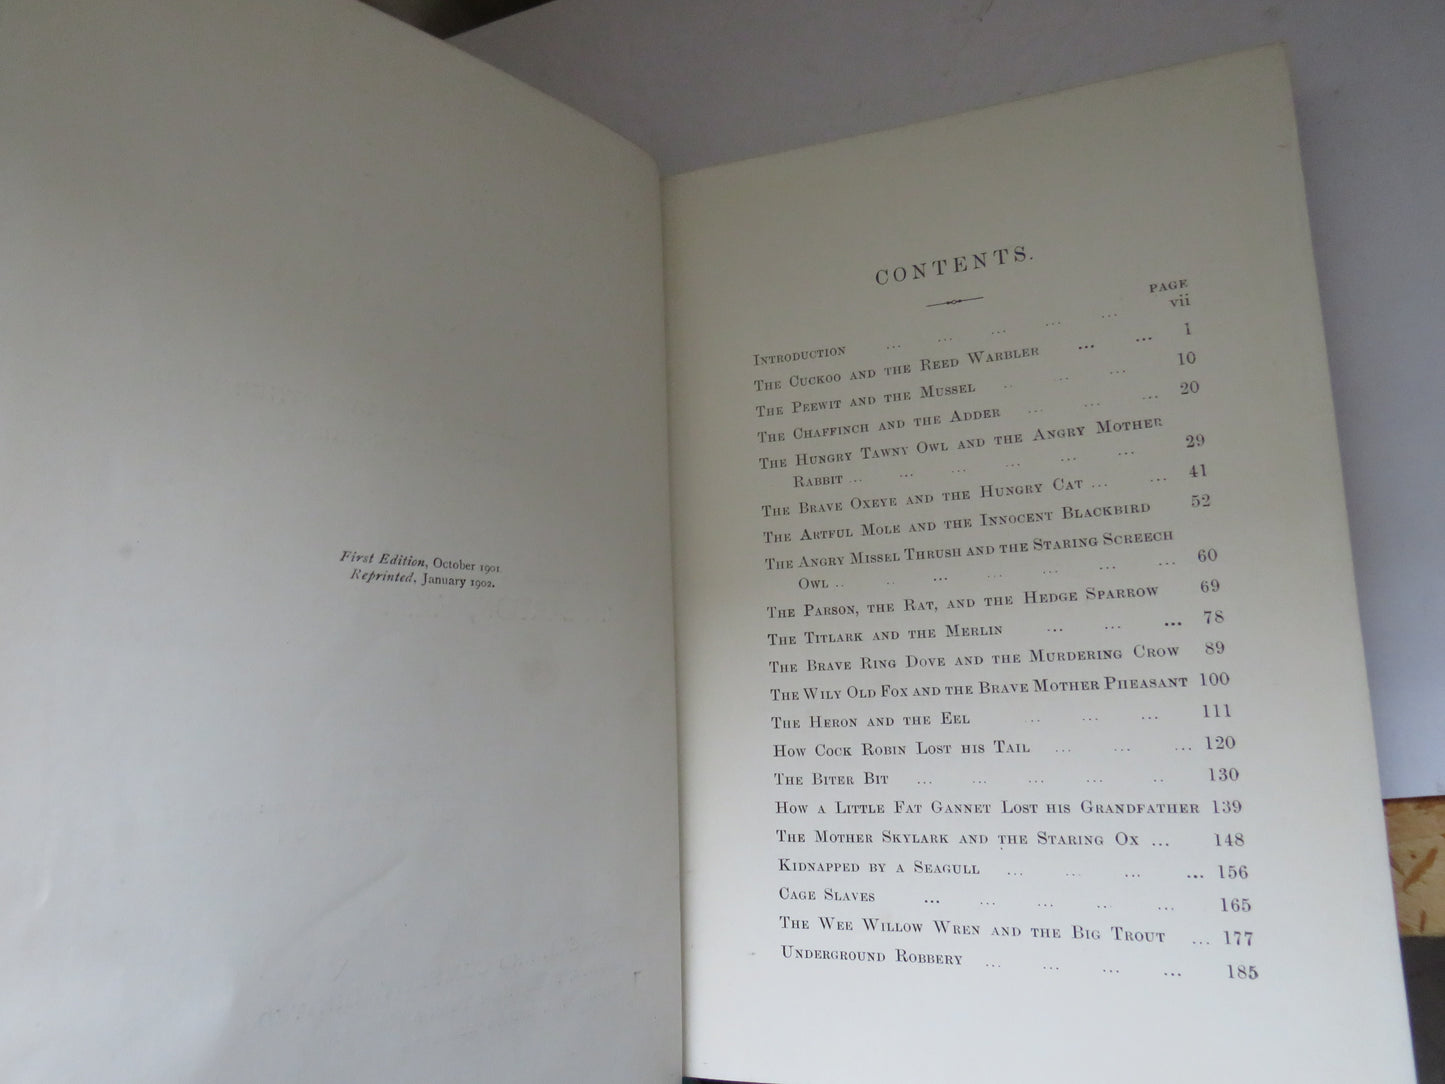 First Edition, October 1901
Reprinted, January 1902.
CONTENTS.
PAGE
INTRODUCTION ... ... ... ... ... vii
THE CUCKOO AND THE REED WARBLER ... ... 1
THE PEEWIT AND THE MUSSEL .. ... ... 10
THE CHAFFINCH AND THE ADDER ... ... ... 20
THE HUNGRY TAWNY OWL AND THE ANGRY MOTHER
RABBIT ... ... ... ... ... ... 29
THE BRAVE OXEYE AND THE HUNGRY CAT ... ... 41
THE ARTFUL MOLE AND THE INNOCENT BLACKBIRD 52
THE ANGRY MISSEL THRUSH AND THE STARING SCREECH
OWL .. .. ... ... ... ... ... 60
THE PARSON, THE RAT, AND THE HEDGE SPARROW 69
THE TITLARK AND THE MERLIN ... ... ... 78
THE BRAVE RING DOVE AND THE MURDERING CROW 89
THE WILY OLD FOX AND THE BRAVE MOTHER PHEASANT 100
THE HERON AND THE EEL ... ... ... 111
HOW COCK ROBIN LOST HIS TAIL ... ... ... 120
THE BITER BIT ... ... ... ... .. 130
HOW A LITTLE FAT GANNET LOST HIS GRANDFATHER 139
THE MOTHER SKYLARK AND THE STARING OX ... 148
KIDNAPPED BY A SEAGULL ... ... ... ... 156
CAGE SLAVES ... ... ... ... ... 165
THE WEE WILLOW WREN AND THE BIG TROUT ... 177
UNDERGROUND ROBBERY ... ... ... ... 185